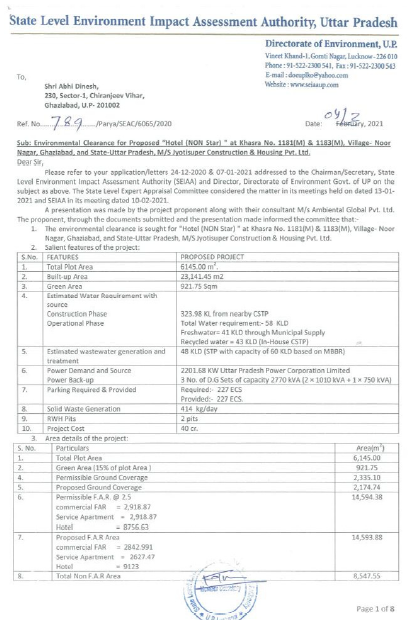 State Level Environment Impact Assessment Authority, Uttar Pradesh
Directorate of Environment, U.P.
Vineet Khand-1, Gomti Nagar, Lucknow- 226 010
Phone : 91-522-2300 541, Fax : 91-522-2300 543
E-mail : doeuplko@yahoo.com
Website : www.seiaaup.com
To,
Shri Abhi Dinesh,
230, Sector-1, Chiranjeev Vihar,
Ghaziabad, U.P- 201002
Ref. No. 789 /Parya/SEAC/6065/2020
Date: 04/2 February, 2021
Sub: Environmental Clearance for Proposed "Hotel (NON Star) " at Khasra No. 1181(M) & 1183(M), Village- Noor
Nagar, Ghaziabad, and State-Uttar Pradesh, M/S Jyotisuper Construction & Housing Pvt. Ltd.
Dear Sir,
Please refer to your application/letters 24-12-2020 & 07-01-2021 addressed to the Chairman/Secretary, State
Level Environment Impact Assessment Authority (SEIAA) and Director, Directorate of Environment Govt. of UP on the
subject as above. The State Level Expert Appraisal Committee considered the matter in its meetings held on dated 13-01-
2021 and SEIAA in its meeting dated 10-02-2021.
A presentation was made by the project proponent along with their consultant M/s Ambiental Global Pvt. Ltd.
The proponent, through the documents submitted and the presentation made informed the committee that:-
1. The environmental clearance is sought for "Hotel (NON Star) " at Khasra No. 1181(M) & 1183(M), Village- Noor
Nagar, Ghaziabad, and State-Uttar Pradesh, M/S Jyotisuper Construction & Housing Pvt. Ltd.
2. Salient features of the project:
S.No. FEATURES PROPOSED PROJECT
1. Total Plot Area 6145.00 m².
2. Built-up Area 23,141.45 m2
3. Green Area 921.75 Sqm
4. Estimated Water Requirement with
source
Construction Phase 323.98 KL from nearby CSTP
Operational Phase Total Water requirement:- 58 KLD
Freshwater= 41 KLD through Municipal Supply
Recycled water = 43 KLD (In-House CSTP)
5. Estimated wastewater generation and 48 KLD (STP with capacity of 60 KLD based on MBBR)
treatment
6. Power Demand and Source 2201.68 KW Uttar Pradesh Power Corporation Limited
Power Back-up 3 No. of D.G Sets of capacity 2770 kVA (2 × 1010 kVA + 1 × 750 kVA)
7. Parking Required & Provided Required:- 227 ECS
Provided:- 227 ECS
8. Solid Waste Generation 414 kg/day
9. RWH Pits 2 pits
10. Project Cost 40 cr.
3. Area details of the project:
S. No. Particulars Area(m²)
1. Total Plot Area 6,145.00
2. Green Area (15% of plot Area ) 921.75
4. Permissible Ground Coverage 2,335.10
5. Proposed Ground Coverage 2,174.74
6. Permissible F.A.R. @ 2.5 14,594.38
commercial FAR = 2,918.87
Service Apartment = 2,918.87
Hotel = 8756.63
7. Proposed F.A.R Area 14,593.88
commercial FAR = 2842.991
Service Apartment = 2627.47
Hotel = 9123
8. Total Non F.A.R Area 8,547.55
Page 1 of 8